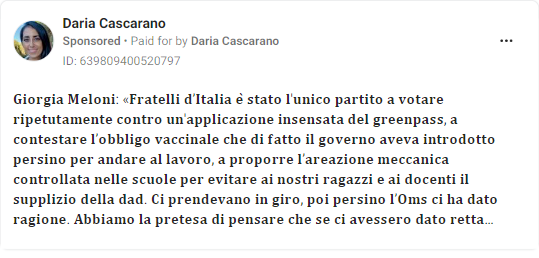 Daria Cascarano
Sponsored • Paid for by Daria Cascarano
ID: 639809400520797
Giorgia Meloni: «Fratelli d'Italia è stato l'unico partito a votare
ripetutamente contro un'applicazione insensata del greenpass, a
contestare l'obbligo vaccinale che di fatto il governo aveva introdotto
persino per andare al lavoro, a proporre l'areazione meccanica
controllata nelle scuole per evitare ai nostri ragazzi e ai docenti il
supplizio della dad. Ci prendevano in giro, poi persino l'Oms ci ha dato
ragione. Abbiamo la pretesa di pensare che se ci avessero dato retta...